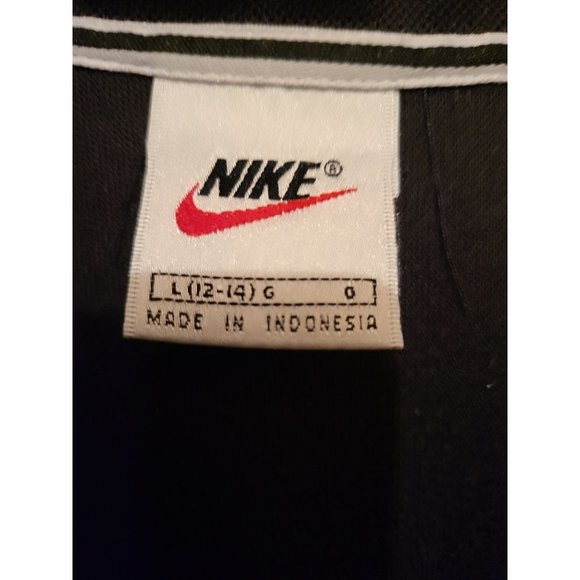 NIKE®
L (12-14) G G
MADE IN INDONESIA